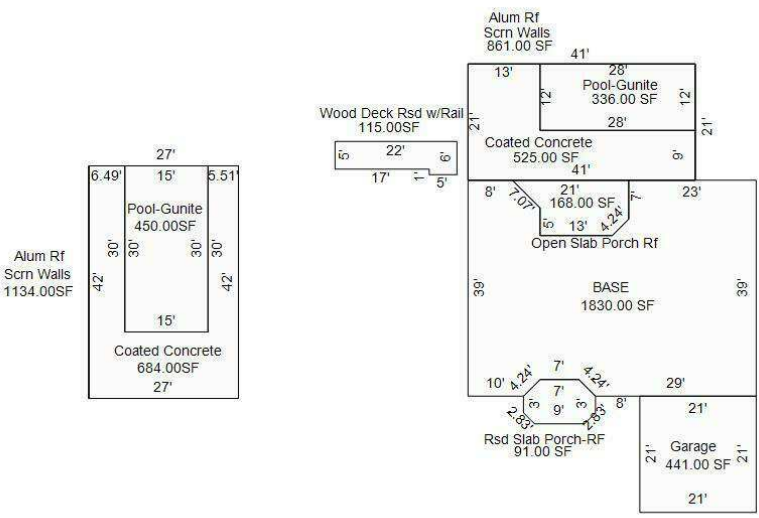 Alum Rf
Scrn Walls
861.00 SF
41'
13'
28'
Pool-Gunite
336.00 SF
12'
12'
28'
21'
21'
Coated Concrete
525.00 SF
9'
41'
Wood Deck Rsd w/Rail
115.00SF
5'
22'
6'
17'
1'
5'
27'
6.49'
15'
5.51'
Pool-Gunite
450.00SF
30'
30'
30'
30'
42'
42'
Alum Rf
Scrn Walls
1134.00SF
15'
Coated Concrete
684.00SF
27'
8'
7.07'
21'
168.00 SF
7'
23'
5'
13'
4.24'
Open Slab Porch Rf
39'
BASE
1830.00 SF
39'
10'
4.24'
7'
4.24'
29'
7'
3'
9'
3'
8'
2.83'
2.83'
Rsd Slab Porch-RF
91.00 SF
21'
21'
Garage
441.00 SF
21'
21'